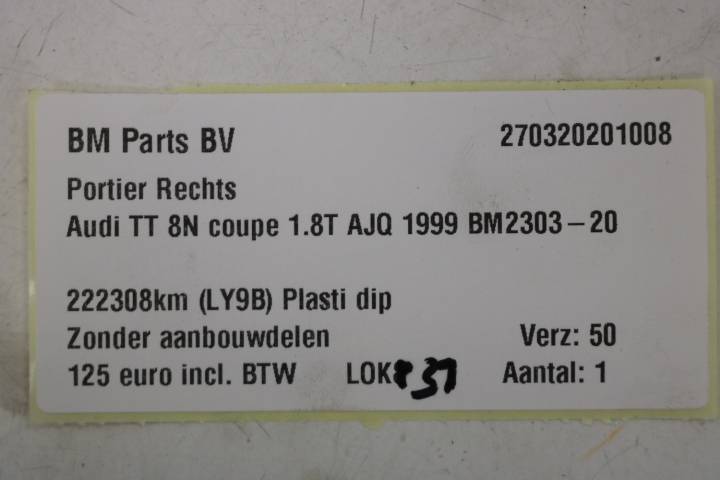 BM Parts BV 270320201008
Portier Rechts
Audi TT 8N coupe 1.8T AJQ 1999 BM2303-20
222308km (LY9B) Plasti dip
Zonder aanbouwdelen Verz: 50
125 euro incl. BTW LOK Aantal: 1